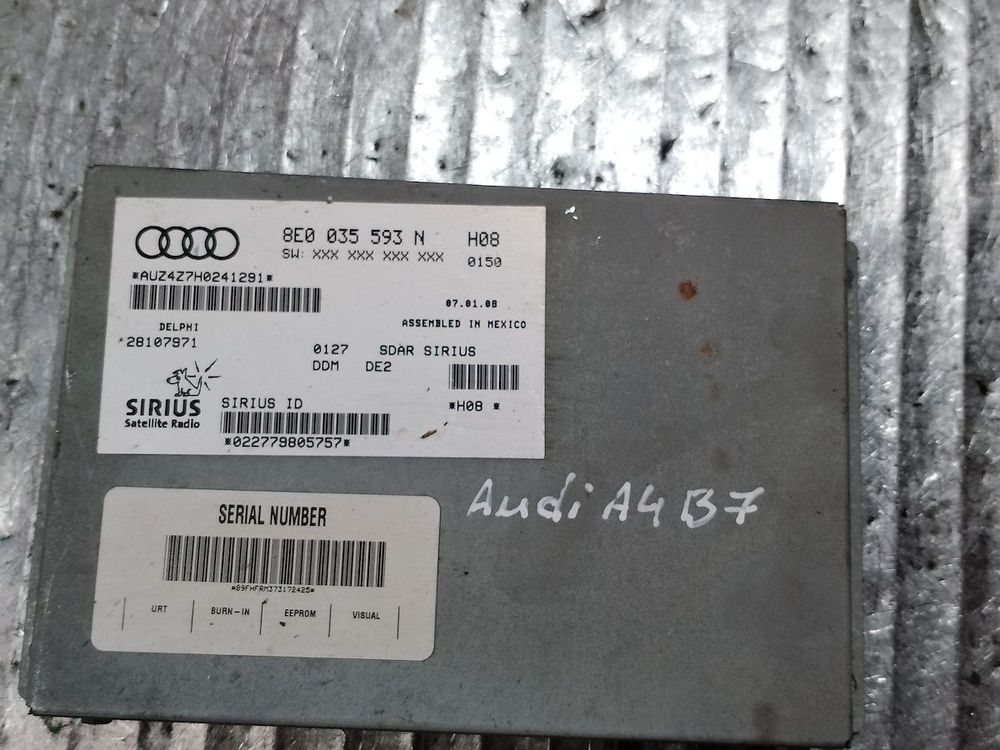 8E0 035 593 N H08
SW: XXX XXX XXX XXX 0150
*AUZ4Z7H0241291*
07.01.08
ASSEMBLED IN MEXICO
DELPHI
*28107971
0127 SDAR SIRIUS
DDM DE2
SIRIUS
Satellite Radio
SIRIUS ID
*H08 *
*022779805757*
Audi A4 B7
SERIAL NUMBER
*89FHFRM373172425*
URT BURN-IN EEPROM VISUAL